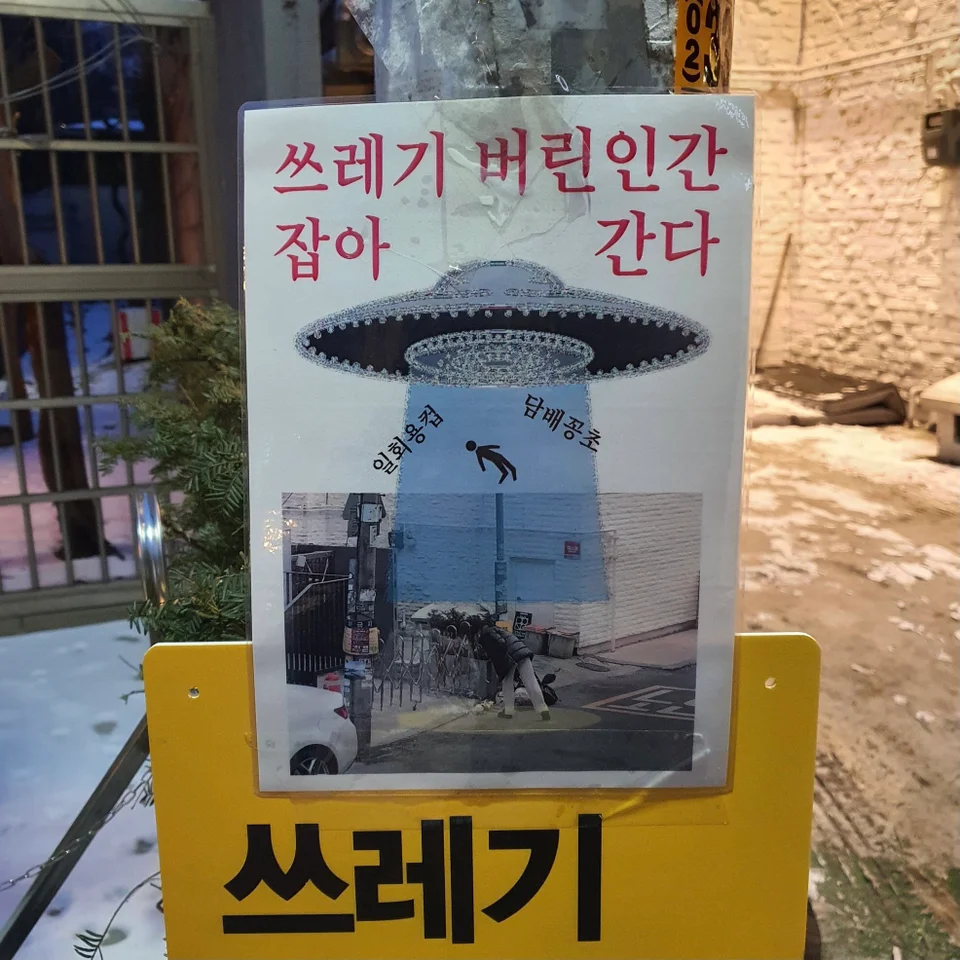 02)
쓰레기 버린인간
잡아 간다
일회용컵
담배꽁초
쓰레기